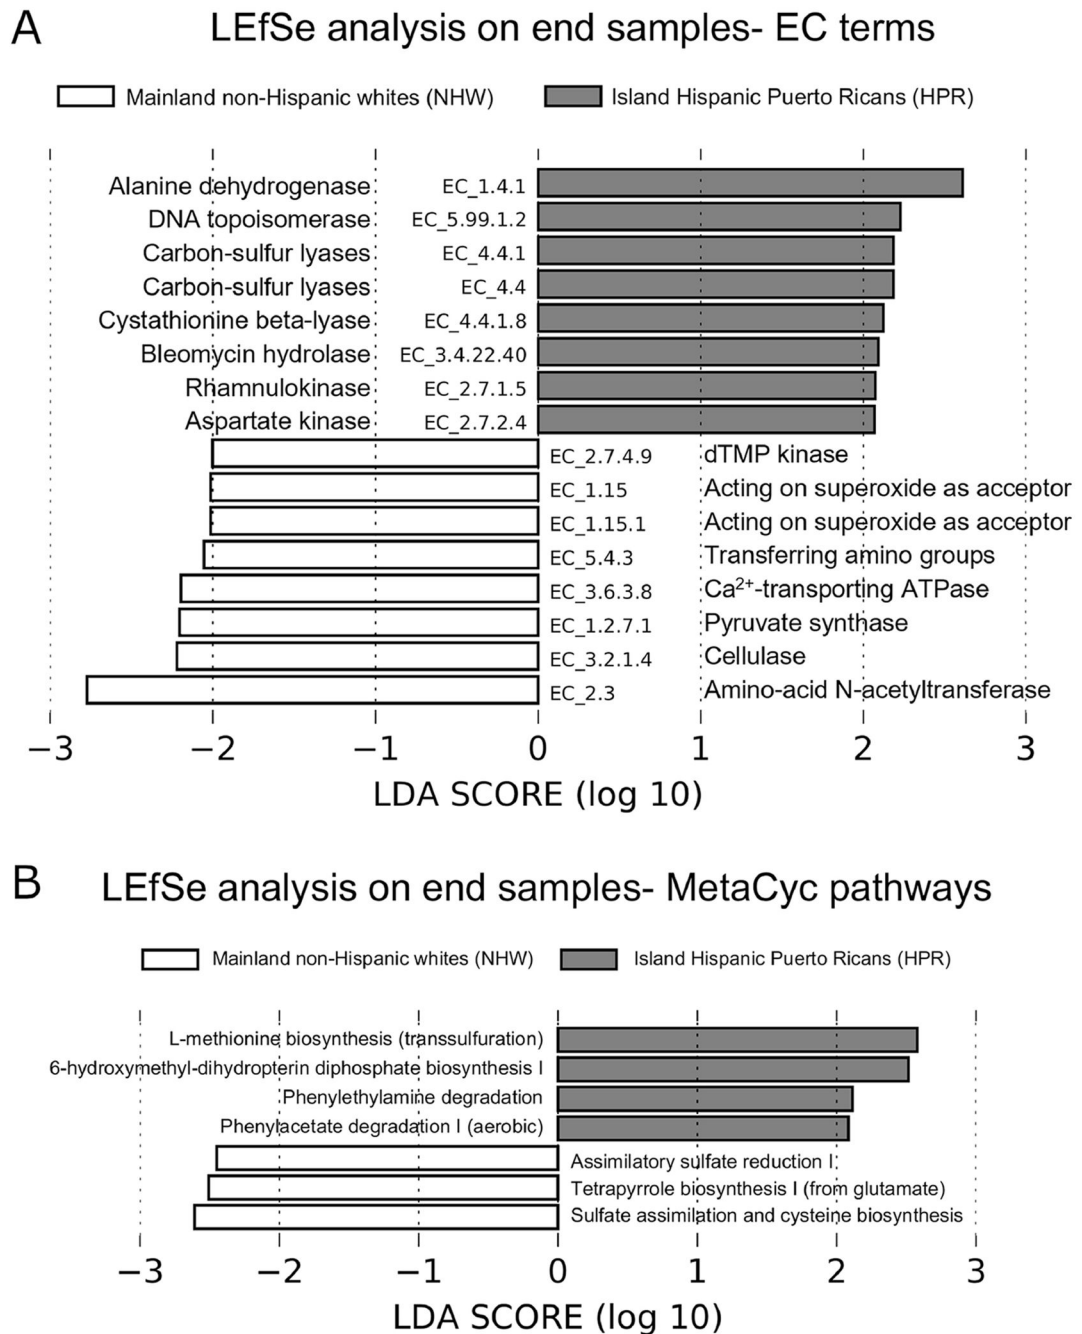 A
LEfSe analysis on end samples- EC terms
Mainland non-Hispanic whites (NHW) Island Hispanic Puerto Ricans (HPR)
Alanine dehydrogenase EC_1.4.1
DNA topoisomerase EC_5.99.1.2
Carbon-sulfur lyases EC_4.4.1
Carbon-sulfur lyases EC_4.4
Cystathionine beta-lyase EC_4.4.1.8
Bleomycin hydrolase EC_3.4.22.40
Rhamnulokinase EC_2.7.1.5
Aspartate kinase EC_2.7.2.4
EC_2.7.4.9 dTMP kinase
EC_1.15 Acting on superoxide as acceptor
EC_1.15.1 Acting on superoxide as acceptor
EC_5.4.3 Transferring amino groups
EC_3.6.3.8 Ca²⁺-transporting ATPase
EC_1.2.7.1 Pyruvate synthase
EC_3.2.1.4 Cellulase
EC_2.3 Amino-acid N-acetyltransferase
−3 −2 −1 0 1 2 3
LDA SCORE (log 10)
B
LEfSe analysis on end samples- MetaCyc pathways
Mainland non-Hispanic whites (NHW) Island Hispanic Puerto Ricans (HPR)
L-methionine biosynthesis (transsulfuration)
6-hydroxymethyl-dihydropterin diphosphate biosynthesis I
Phenylethylamine degradation
Phenylacetate degradation I (aerobic)
Assimilatory sulfate reduction I
Tetrapyrrole biosynthesis I (from glutamate)
Sulfate assimilation and cysteine biosynthesis
−3 −2 −1 0 1 2 3
LDA SCORE (log 10)